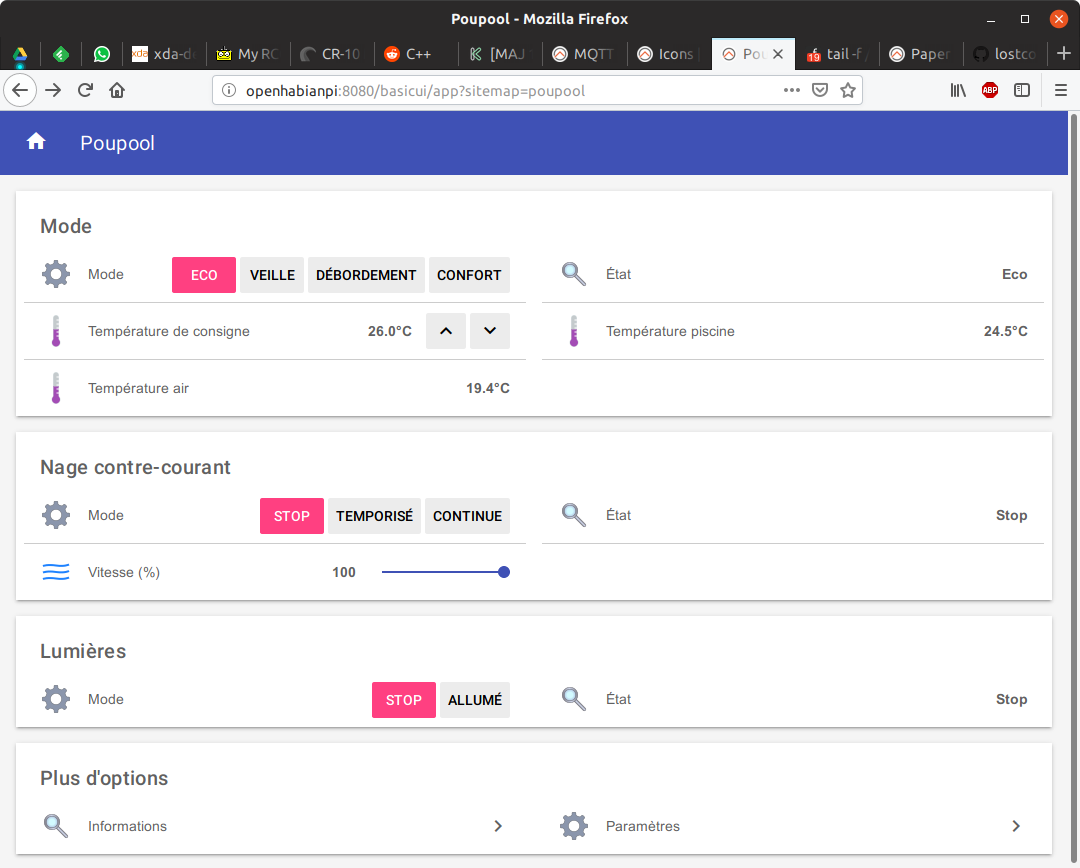 Poupool - Mozilla Firefox
xda-d My RC CR-10 C++ [MAJ MQTT Icons Pou 19 tail -f Paper lostco
openhabianpi:8080/basicui/app?sitemap=poupool ABP
Poupool
Mode
Mode ECO VEILLE DÉBORDEMENT CONFORT État Eco
Température de consigne 26.0°C Température piscine 24.5°C
Température air 19.4°C
Nage contre-courant
Mode STOP TEMPORISÉ CONTINUE État Stop
Vitesse (%) 100
Lumières
Mode STOP ALLUMÉ État Stop
Plus d'options
Informations Paramètres